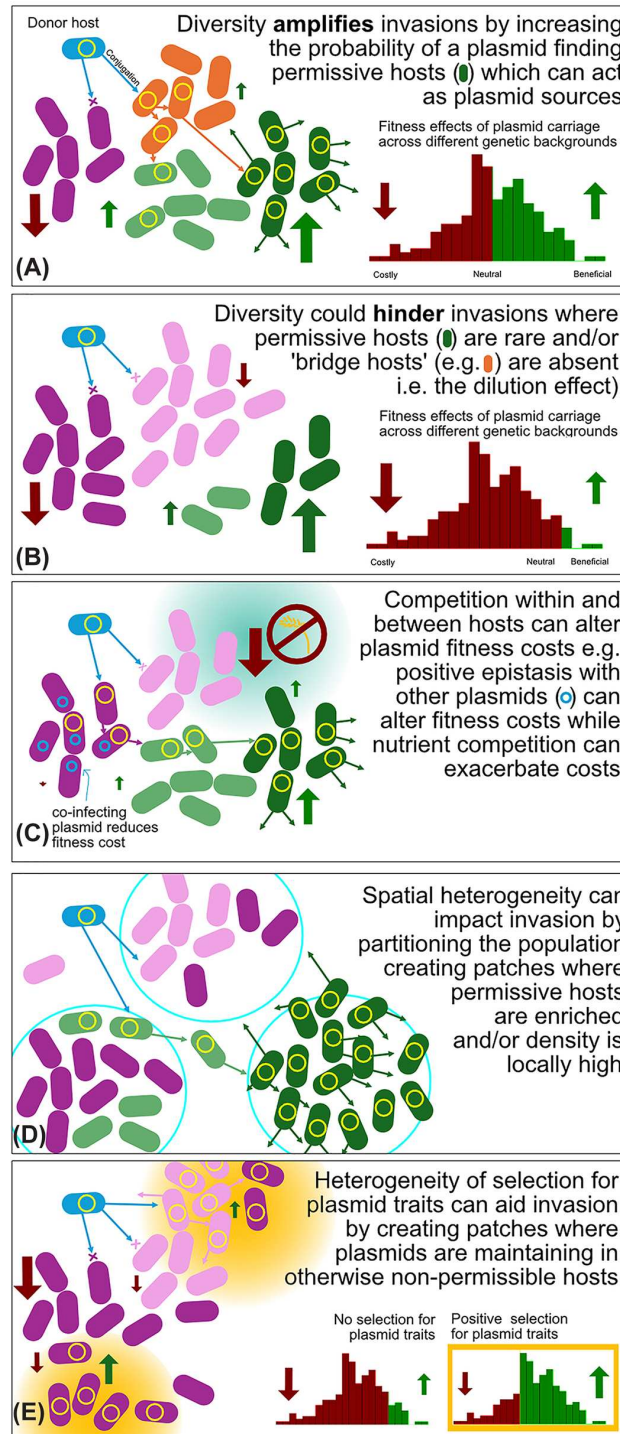 Donor host
Conjugation
Diversity amplifies invasions by increasing
the probability of a plasmid finding
permissive hosts ( ) which can act
as plasmid sources
Fitness effects of plasmid carriage
across different genetic backgrounds
Costly
Neutral
Beneficial
(A)
Diversity could hinder invasions where
permissive hosts ( ) are rare and/or
'bridge hosts' (e.g. ) are absent
i.e. the dilution effect)
Fitness effects of plasmid carriage
across different genetic backgrounds
Costly
Neutral
Beneficial
(B)
Competition within and
between hosts can alter
plasmid fitness costs e.g.
positive epistasis with
other plasmids ( ) can
alter fitness costs while
nutrient competition can
exacerbate costs
co-infecting
plasmid reduces
fitness cost
(C)
Spatial heterogeneity can
impact invasion by
partitioning the population
creating patches where
permissive hosts
are enriched
and/or density is
locally high
(D)
Heterogeneity of selection for
plasmid traits can aid invasion
by creating patches where
plasmids are maintaining in
otherwise non-permissible hosts
No selection for
plasmid traits
Positive selection
for plasmid traits
(E)